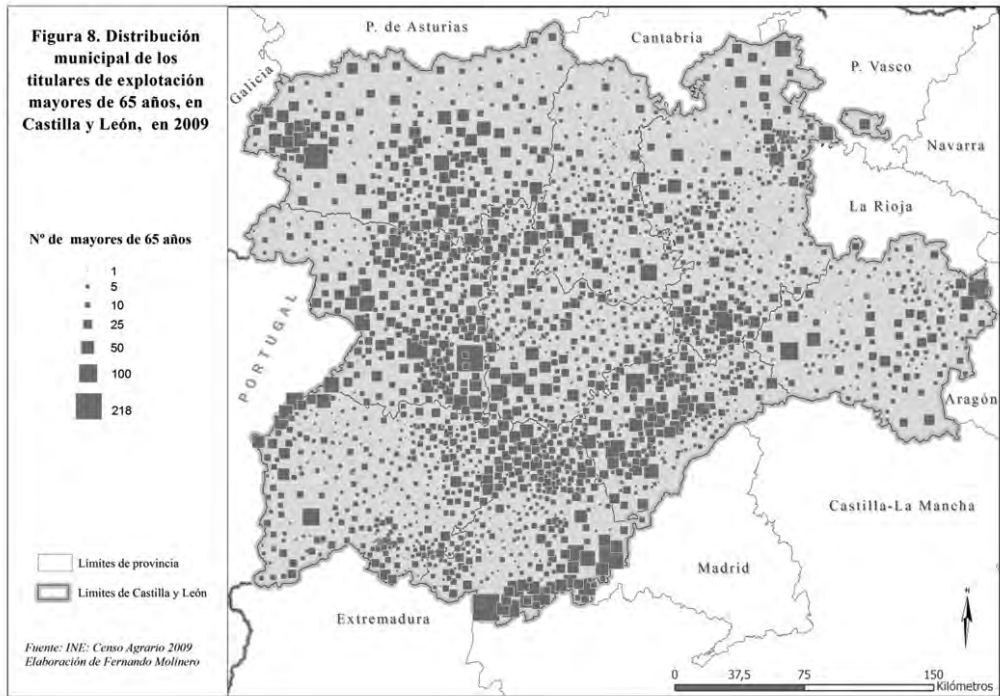 Figura 8. Distribución
municipal de los
titulares de explotación
mayores de 65 años, en
Castilla y León, en 2009
Nº de mayores de 65 años
1
5
10
25
50
100
218
Límites de provincia
Límites de Castilla y León
Fuente: INE: Censo Agrario 2009
Elaboración de Fernando Molinero
P. de Asturias
Cantabria
Galicia
P. Vasco
Navarra
La Rioja
PORTUGAL
Aragón
Castilla-La Mancha
Madrid
Extremadura
N
0 37,5 75 150
Kilómetros